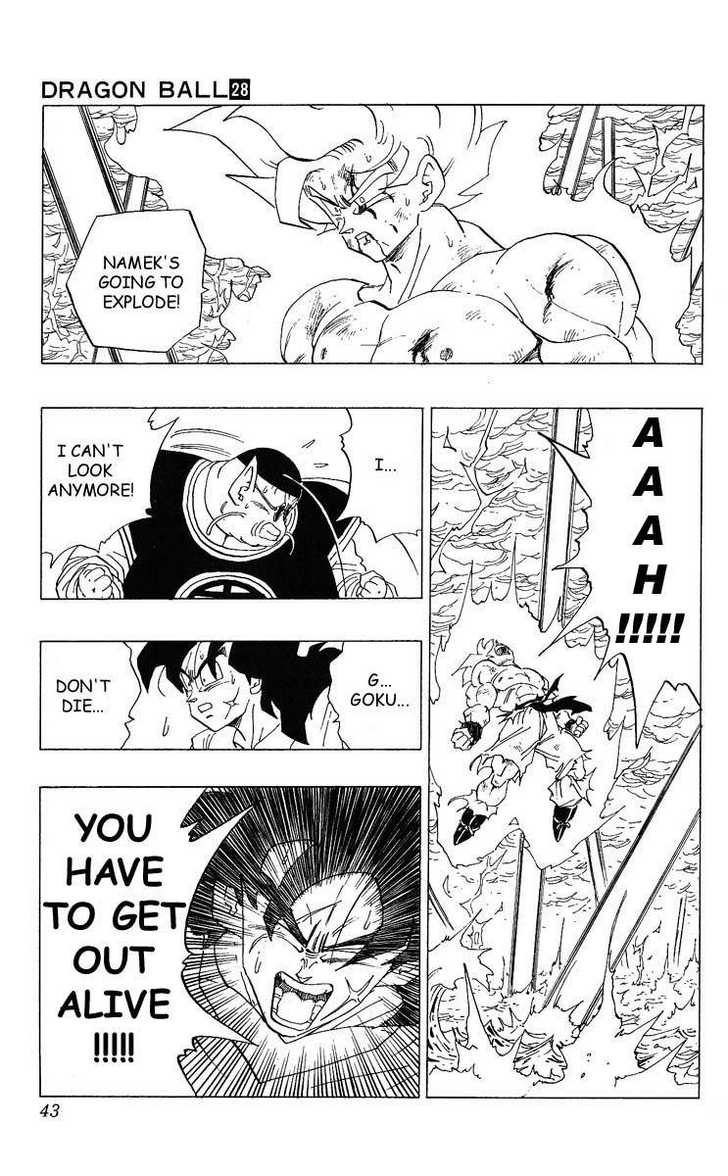 DRAGON BALL 28
NAMEK'S
GOING TO
EXPLODE!
A
A
A
H
!!!!!
I...
I CAN'T
LOOK
ANYMORE!
G...
GOKU...
DON'T
DIE...
YOU
HAVE
TO GET
OUT
ALIVE
!!!!!
43